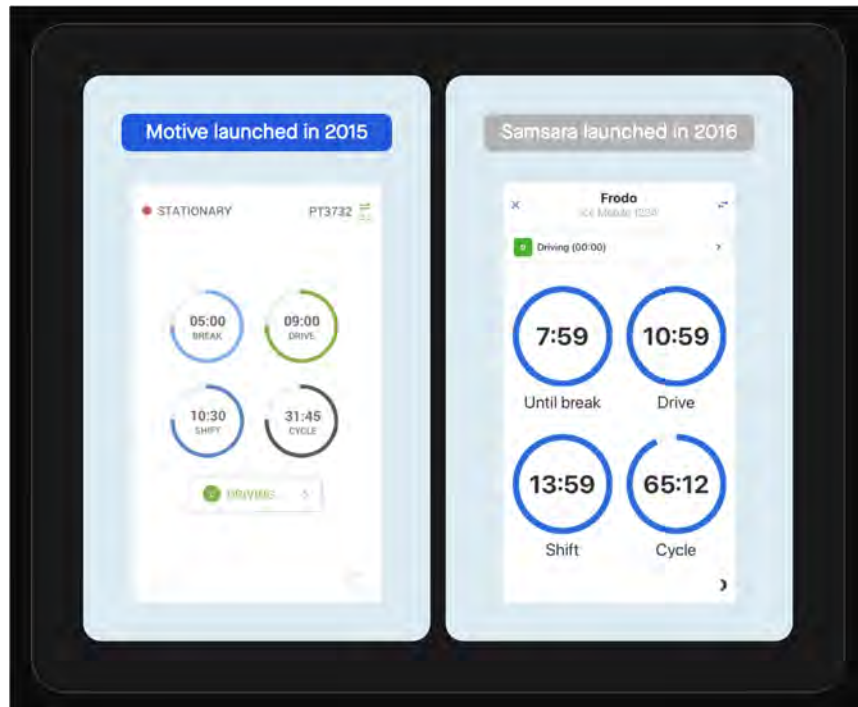 Motive launched in 2015
STATIONARY
PT3732
05:00
BREAK
09:00
DRIVE
10:30
SHIFT
31:45
CYCLE
DRIVING
Samsara launched in 2016
Frodo
D
Driving (00:00)
7:59
Until break
10:59
Drive
13:59
Shift
65:12
Cycle